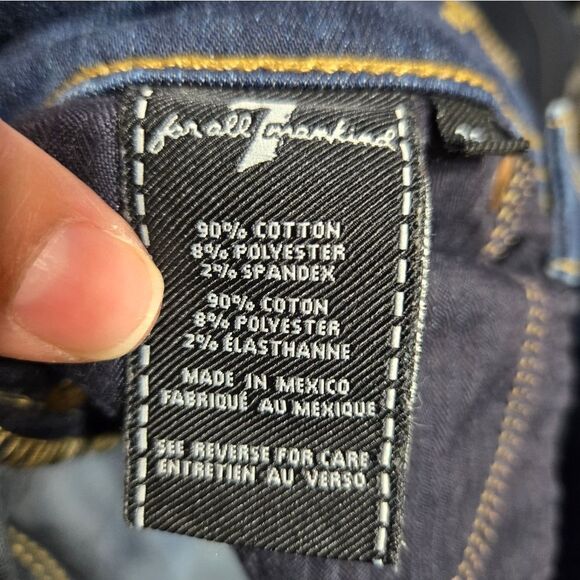 for all 7 mankind
90% COTTON
8% POLYESTER
2% SPANDEX
90% COTON
8% POLYESTER
2% ÉLASTHANNE
MADE IN MEXICO
FABRIQUÉ AU MEXIQUE
SEE REVERSE FOR CARE
ENTRETIEN AU VERSO